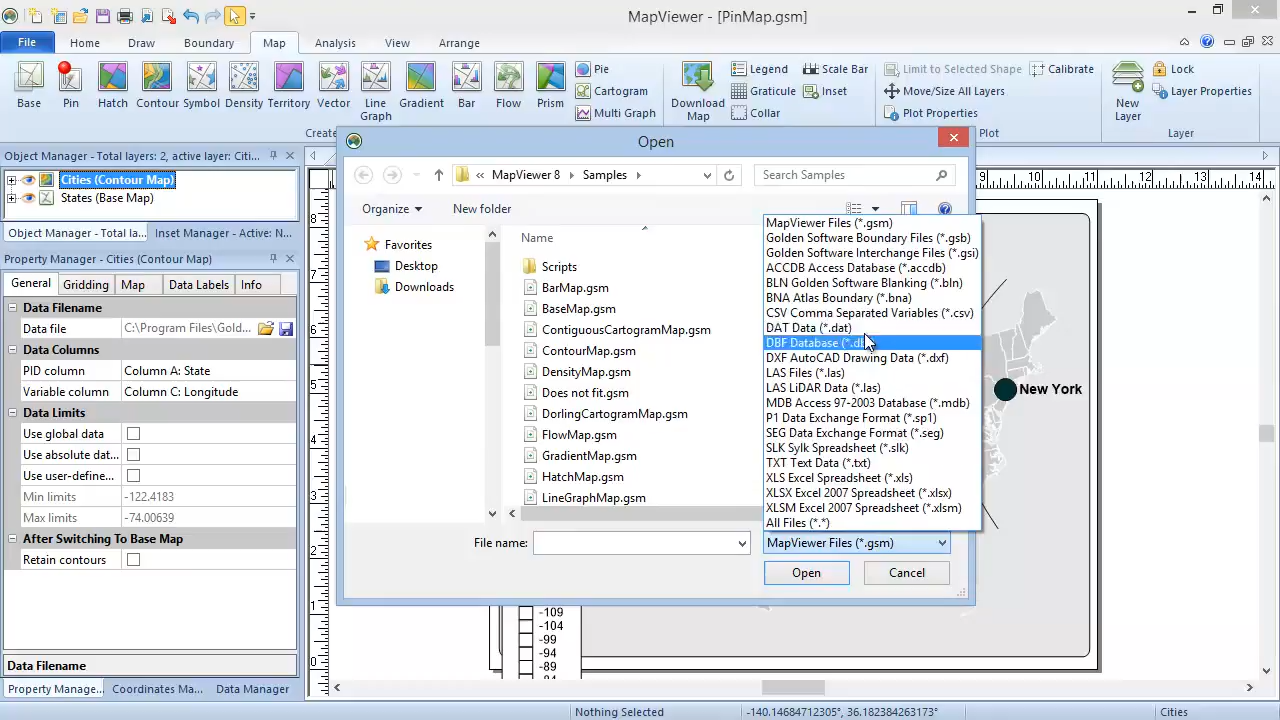 MapViewer - [PinMap.gsm]
File Home Draw Boundary Map Analysis View Arrange
Base Pin Hatch Contour Symbol Density Territory Vector Line Graph Gradient Bar Flow Prism
Pie
Cartogram
Multi Graph
Download Map
Legend Scale Bar
Graticule Inset
Collar
Limit to Selected Shape Calibrate
Move/Size All Layers
Plot Properties
New Layer
Lock
Layer Properties
Plot Layer
Object Manager - Total layers: 2, active layer: Citi...
Cities (Contour Map)
States (Base Map)
Object Manager - Total la... Inset Manager - Active: N...
Property Manager - Cities (Contour Map)
General Gridding Map Data Labels Info
Data Filename
Data file C:\Program Files\Gold...
Data Columns
PID column Column A: State
Variable column Column C: Longitude
Data Limits
Use global data
Use absolute dat...
Use user-define...
Min limits -122.4183
Max limits -74.00639
After Switching To Base Map
Retain contours
Data Filename
Property Manage... Coordinates Ma... Data Manager
Open
« MapViewer 8 Samples
Search Samples
Organize New folder
Favorites
Desktop
Downloads
Name
Scripts
BarMap.gsm
BaseMap.gsm
ContiguousCartogramMap.gsm
ContourMap.gsm
DensityMap.gsm
Does not fit.gsm
DorlingCartogramMap.gsm
FlowMap.gsm
GradientMap.gsm
HatchMap.gsm
LineGraphMap.gsm
MapViewer Files (*.gsm)
Golden Software Boundary Files (*.gsb)
Golden Software Interchange Files (*.gsi)
ACCDB Access Database (*.accdb)
BLN Golden Software Blanking (*.bln)
BNA Atlas Boundary (*.bna)
CSV Comma Separated Variables (*.csv)
DAT Data (*.dat)
DBF Database (*.db
DXF AutoCAD Drawing Data (*.dxf)
LAS Files (*.las)
LAS LiDAR Data (*.las)
MDB Access 97-2003 Database (*.mdb)
P1 Data Exchange Format (*.sp1)
SEG Data Exchange Format (*.seg)
SLK Sylk Spreadsheet (*.slk)
TXT Text Data (*.txt)
XLS Excel Spreadsheet (*.xls)
XLSX Excel 2007 Spreadsheet (*.xlsx)
XLSM Excel 2007 Spreadsheet (*.xlsm)
All Files (*.*)
File name: MapViewer Files (*.gsm)
Open Cancel
9 10 11
8
7
6
5
4
3
1
0
New York
-109
-104
-99
-94
-89
Nothing Selected -140.14684712305°, 36.182384263173° Cities